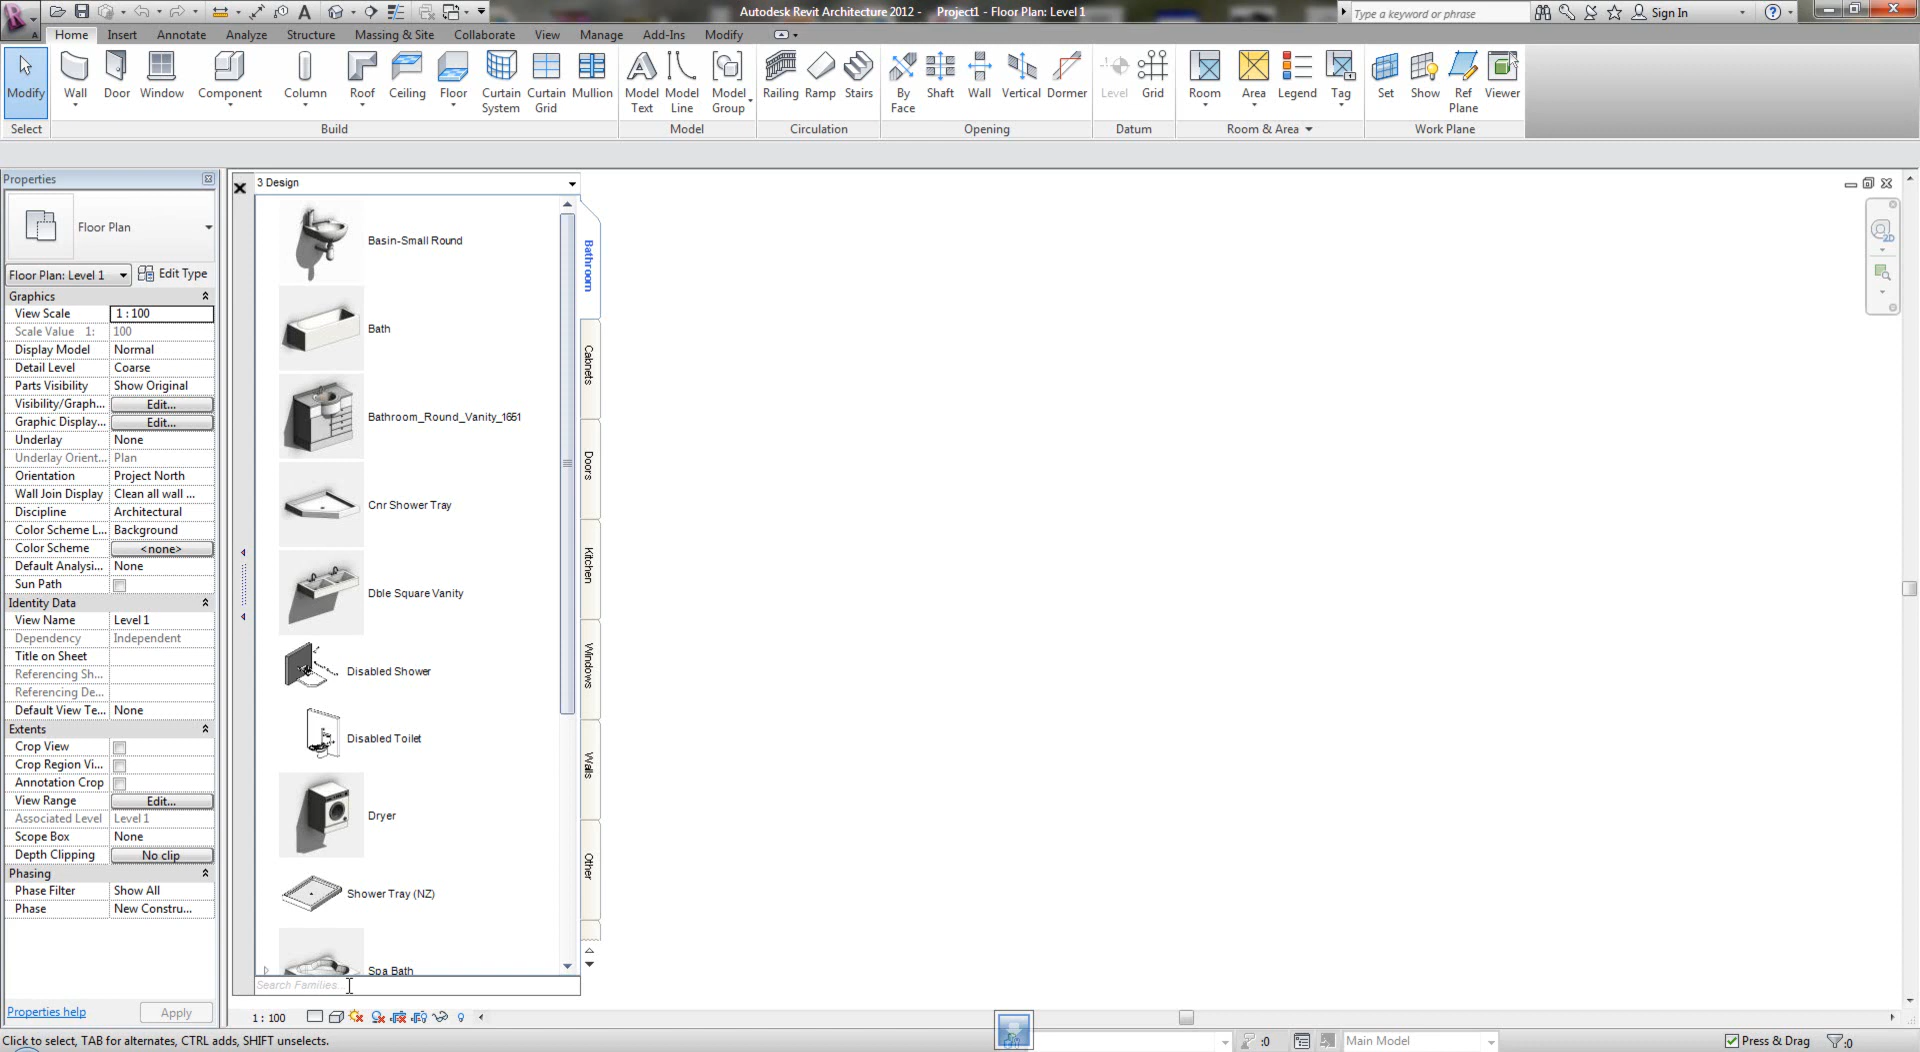 Autodesk Revit Architecture 2012 -    Project1 - Floor Plan: Level 1
Type a keyword or phrase
Sign In
Home Insert Annotate Analyze Structure Massing & Site Collaborate View Manage Add-Ins Modify
Modify
Wall
Door
Window
Component
Column
Roof
Ceiling
Floor
Curtain System
Curtain Grid
Mullion
Model Text
Model Line
Model Group
Railing
Ramp
Stairs
By Face
Shaft
Wall
Vertical
Dormer
Level
Grid
Room
Area
Legend
Tag
Set
Show
Ref Plane
Viewer
Select Build Model Circulation Opening Datum Room & Area Work Plane
Properties
Floor Plan
Floor Plan: Level 1 Edit Type
Graphics
View Scale 1 : 100
Scale Value 1: 100
Display Model Normal
Detail Level Coarse
Parts Visibility Show Original
Visibility/Graph... Edit...
Graphic Display... Edit...
Underlay None
Underlay Orient... Plan
Orientation Project North
Wall Join Display Clean all wall ...
Discipline Architectural
Color Scheme L... Background
Color Scheme <none>
Default Analysi... None
Sun Path
Identity Data
View Name Level 1
Dependency Independent
Title on Sheet
Referencing Sh...
Referencing De...
Default View Te... None
Extents
Crop View
Crop Region Vi...
Annotation Crop
View Range Edit...
Associated Level Level 1
Scope Box None
Depth Clipping No clip
Phasing
Phase Filter Show All
Phase New Constru...
Properties help Apply
3 Design
Basin-Small Round
Bath
Bathroom_Round_Vanity_1651
Cnr Shower Tray
Dble Square Vanity
Disabled Shower
Disabled Toilet
Dryer
Shower Tray (NZ)
Spa Bath
Search Families...
Bathroom
Cabinets
Doors
Kitchen
Windows
Walls
Other
2D
1 : 100
Click to select, TAB for alternates, CTRL adds, SHIFT unselects.
:0
Main Model
Press & Drag
:0